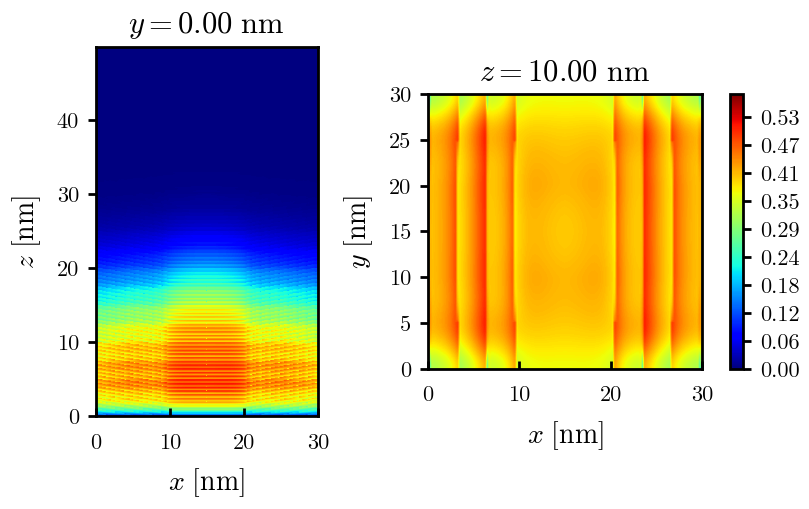 y = 0.00 nm
40
30
20
10
0
z [nm]
0 10 20 30
x [nm]
z = 10.00 nm
30
25
20
15
10
5
0
y [nm]
0 10 20 30
x [nm]
0.53
0.47
0.41
0.35
0.29
0.24
0.18
0.12
0.06
0.00